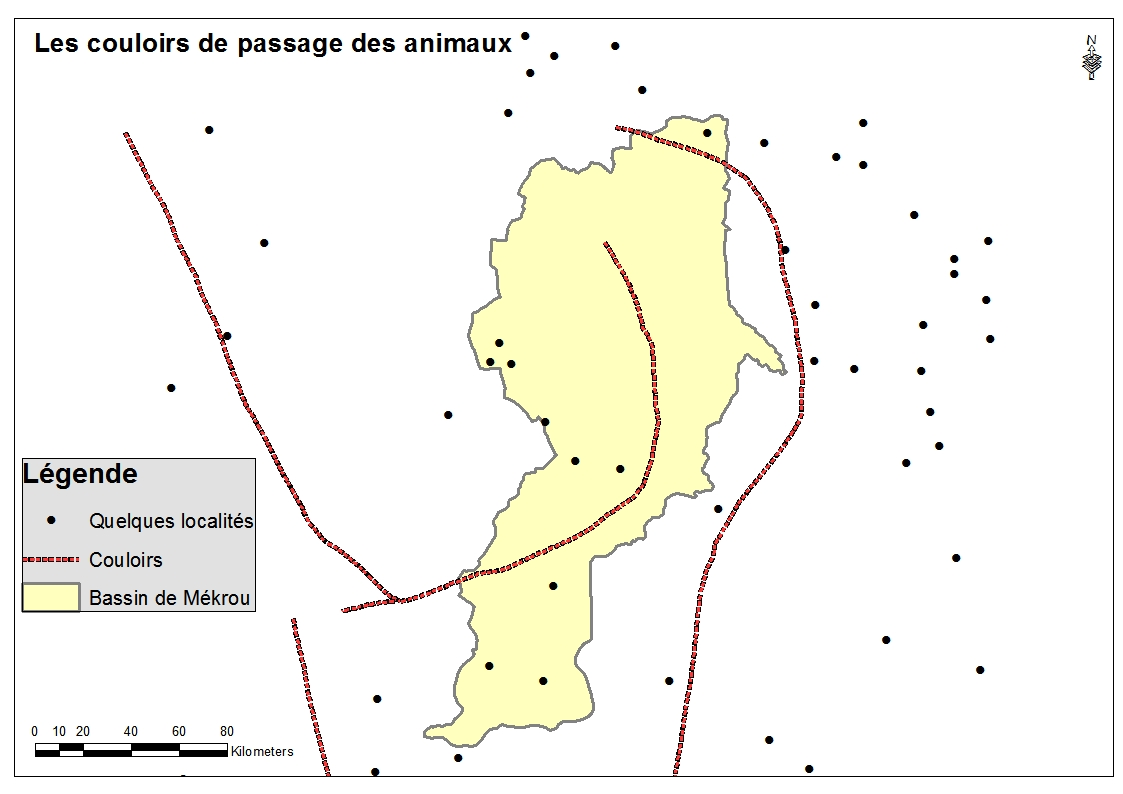 Les couloirs de passage des animaux
N
Légende
Quelques localités
Couloirs
Bassin de Mékrou
0 10 20 40 60 80
Kilometers